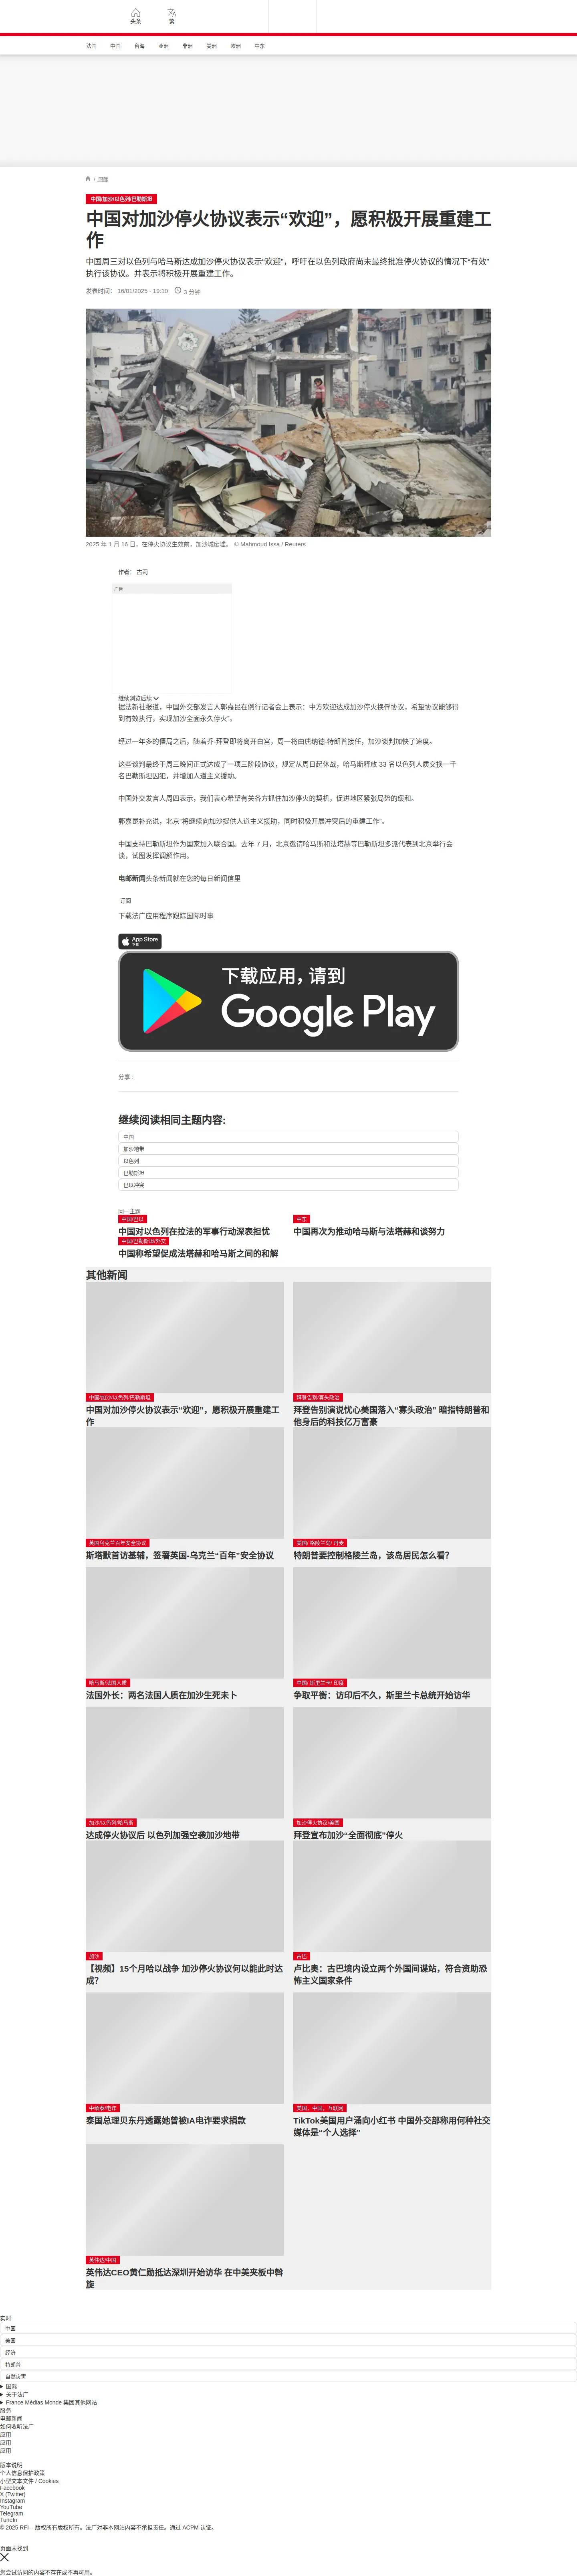 头条
繁
法国
中国
台海
亚洲
非洲
美洲
欧洲
中东
/ 国际
中国/加沙/以色列/巴勒斯坦
中国对加沙停火协议表示“欢迎”，愿积极开展重建工
作
中国周三对以色列与哈马斯达成加沙停火协议表示“欢迎”，呼吁在以色列政府尚未最终批准停火协议的情况下“有效”
执行该协议。并表示将积极开展重建工作。
发表时间： 16/01/2025 - 19:10
3 分钟
2025 年 1 月 16 日，在停火协议生效前，加沙城废墟。 © Mahmoud Issa / Reuters
作者： 古莉
广告
继续浏览后续
据法新社报道，中国外交部发言人郭嘉昆在例行记者会上表示：中方欢迎达成加沙停火换俘协议，希望协议能够得
到有效执行，实现加沙全面永久停火”。
经过一年多的僵局之后，随着乔-拜登即将离开白宫，周一将由唐纳德-特朗普接任，加沙谈判加快了速度。
这些谈判最终于周三晚间正式达成了一项三阶段协议，规定从周日起休战，哈马斯释放 33 名以色列人质交换一千
名巴勒斯坦囚犯，并增加人道主义援助。
中国外交发言人周四表示，我们衷心希望有关各方抓住加沙停火的契机，促进地区紧张局势的缓和。
郭嘉昆补充说，北京“将继续向加沙提供人道主义援助，同时积极开展冲突后的重建工作”。
中国支持巴勒斯坦作为国家加入联合国。去年 7 月，北京邀请哈马斯和法塔赫等巴勒斯坦多派代表到北京举行会
谈，试图发挥调解作用。
电邮新闻头条新闻就在您的每日新闻信里
订阅
下载法广应用程序跟踪国际时事
App Store
下载
下载应用，请到
Google Play
分享 :
继续阅读相同主题内容:
中国
加沙地带
以色列
巴勒斯坦
巴以冲突
同一主题
中国/巴以
中国对以色列在拉法的军事行动深表担忧
中东
中国再次为推动哈马斯与法塔赫和谈努力
中国/巴勒斯坦/外交
中国称希望促成法塔赫和哈马斯之间的和解
其他新闻
中国/加沙/以色列/巴勒斯坦
中国对加沙停火协议表示“欢迎”，愿积极开展重建工
作
拜登告别/寡头政治
拜登告别演说忧心美国落入“寡头政治” 暗指特朗普和
他身后的科技亿万富豪
英国乌克兰百年安全协议
斯塔默首访基辅，签署英国-乌克兰“百年”安全协议
美国/ 格陵兰岛/ 丹麦
特朗普要控制格陵兰岛，该岛居民怎么看？
哈马斯/法国人质
法国外长：两名法国人质在加沙生死未卜
中国/ 斯里兰卡/ 印度
争取平衡：访印后不久，斯里兰卡总统开始访华
加沙/以色列/哈马斯
达成停火协议后 以色列加强空袭加沙地带
加沙停火协议/美国
拜登宣布加沙“全面彻底”停火
加沙
【视频】15个月哈以战争 加沙停火协议何以能此时达
成？
古巴
卢比奥：古巴境内设立两个外国间谍站，符合资助恐
怖主义国家条件
中缅泰/电诈
泰国总理贝东丹透露她曾被IA电诈要求捐款
美国、中国、互联网
TikTok美国用户涌向小红书 中国外交部称用何种社交
媒体是“个人选择”
英伟达/中国
英伟达CEO黄仁勋抵达深圳开始访华 在中美夹板中斡
旋
实时
中国
美国
经济
特朗普
自然灾害
国际
关于法广
France Médias Monde 集团其他网站
服务
电邮新闻
如何收听法广
应用
应用
应用
版本说明
个人信息保护政策
小型文本文件 / Cookies
Facebook
X (Twitter)
Instagram
YouTube
Telegram
TuneIn
© 2025 RFI – 版权所有版权所有。法广对非本网站内容不承担责任。通过 ACPM 认证。
页面未找到
您尝试访问的内容不存在或不再可用。